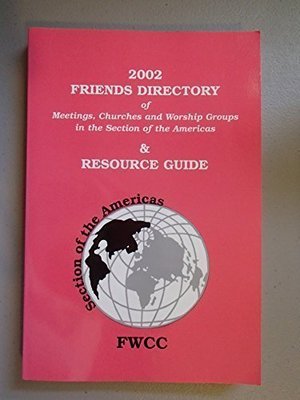 2002
FRIENDS DIRECTORY
of
Meetings, Churches and Worship Groups
in the Section of the Americas
&
RESOURCE GUIDE
Section of the Americas
FWCC